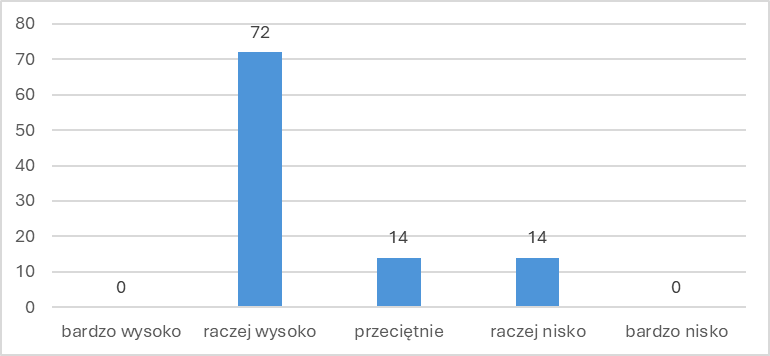 80
70
60
50
40
30
20
10
0
0
72
14
14
0
bardzo wysoko
raczej wysoko
przeciętnie
raczej nisko
bardzo nisko